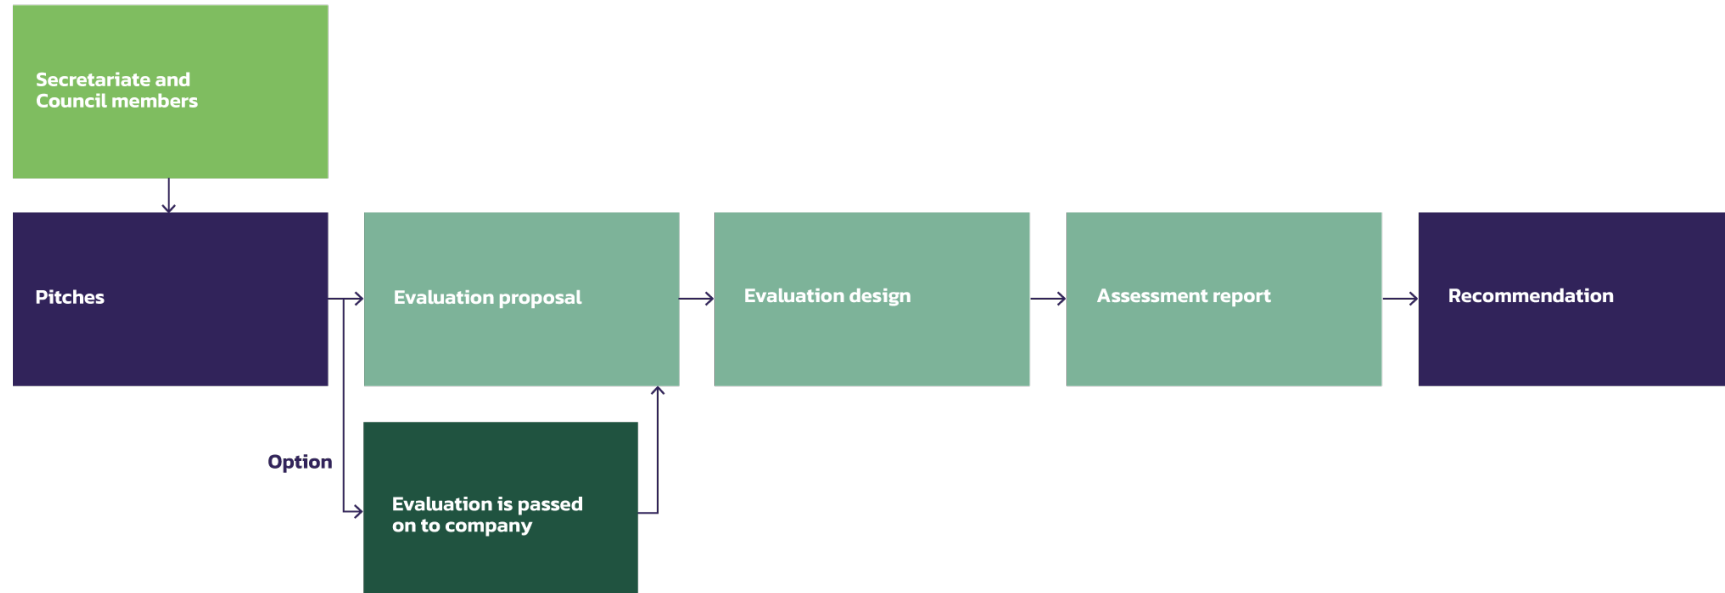 Secretariate and
Council members
Pitches
Evaluation proposal
Evaluation design
Assessment report
Recommendation
Option
Evaluation is passed
on to company